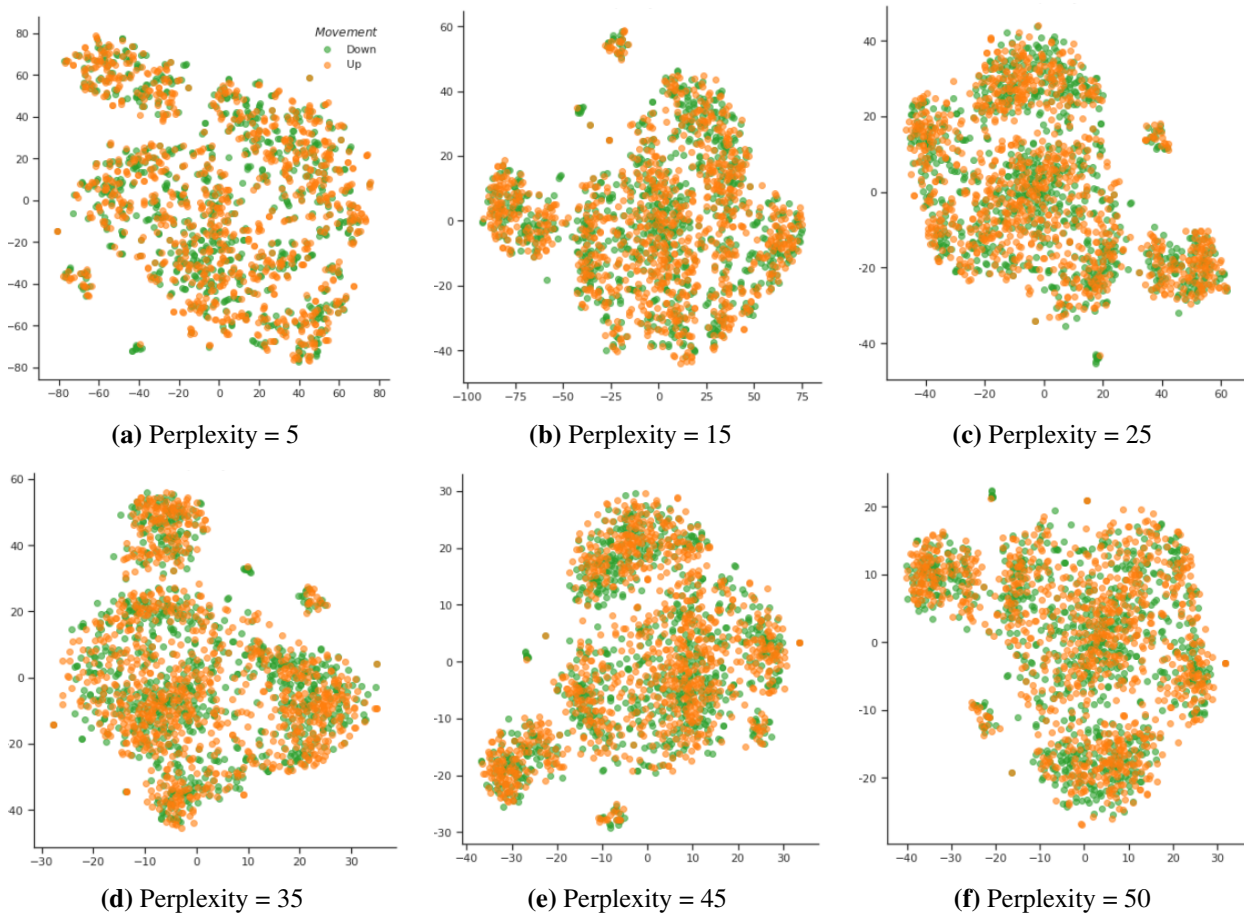 Movement
Down
Up
80
60
40
20
0
−20
−40
−60
−80
−80 −60 −40 −20 0 20 40 60 80
(a) Perplexity = 5
60
40
20
0
−20
−40
−100 −75 −50 −25 0 25 50 75
(b) Perplexity = 15
40
20
0
−20
−40
−40 −20 0 20 40 60
(c) Perplexity = 25
60
40
20
0
20
40
−30 −20 −10 0 10 20 30
(d) Perplexity = 35
30
20
10
0
−10
−20
−30
−40 −30 −20 −10 0 10 20 30
(e) Perplexity = 45
20
10
0
−10
−20
−40 −30 −20 −10 0 10 20 30
(f) Perplexity = 50